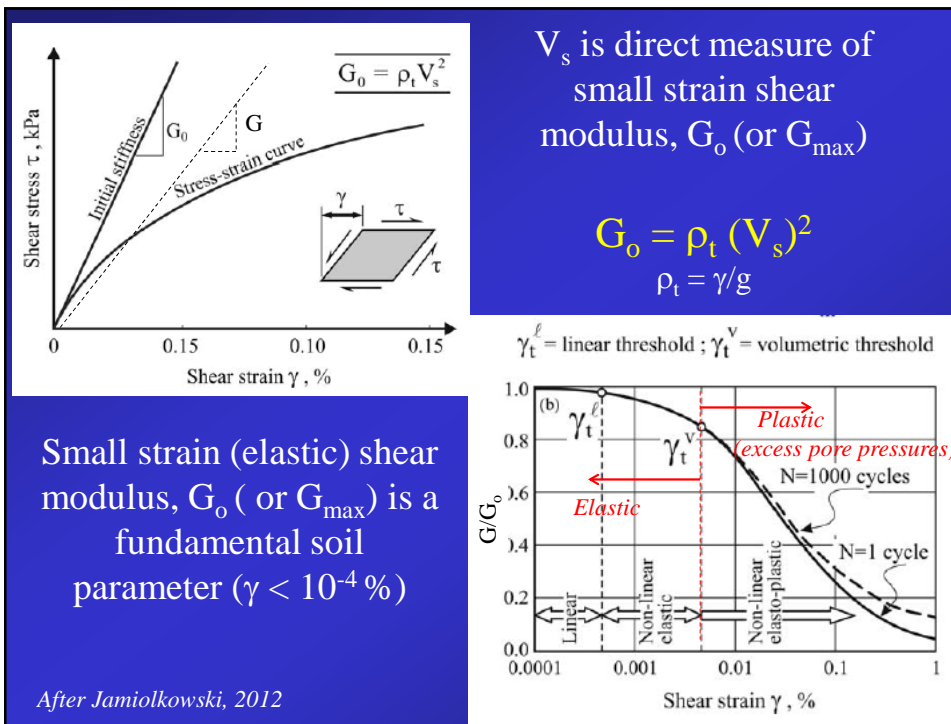 G₀ = ρₜVₛ²
Shear stress τ , kPa
Initial stiffness
G₀
G
Stress-strain curve
γ
τ
τ
0
0.15
0.10
0.15
Shear strain γ , %
Vₛ is direct measure of
small strain shear
modulus, Gₒ (or Gₘₐₓ)
Gₒ = ρₜ (Vₛ)²
ρₜ = γ/g
γₜˡ = linear threshold ; γₜᵛ = volumetric threshold
Small strain (elastic) shear
modulus, Gₒ ( or Gₘₐₓ) is a
fundamental soil
parameter (γ < 10⁻⁴ %)
After Jamiolkowski, 2012
G/Gₒ
1.0
0.8
0.6
0.4
0.2
0.0
(b)
γₜˡ
γₜᵛ
Plastic
(excess pore pressures)
Elastic
N=1000 cycles
N=1 cycle
Linear
Non-linear
elastic
Non-linear
elasto-plastic
0.0001
0.001
0.01
0.1
1
Shear strain γ , %